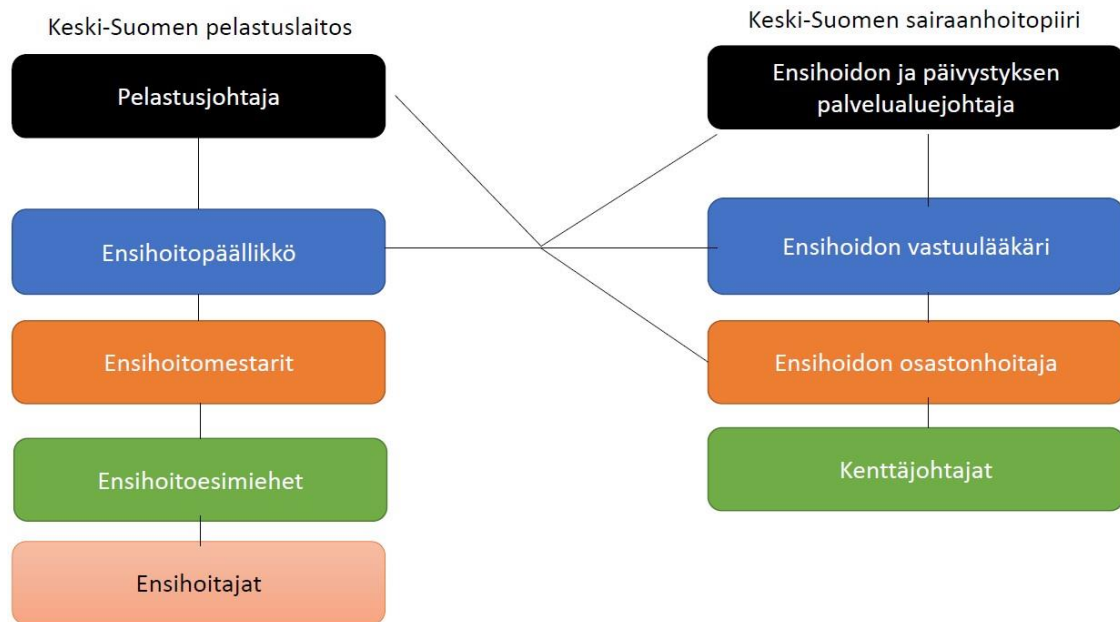 Keski-Suomen pelastuslaitos
Pelastusjohtaja
Ensihoitopäällikkö
Ensihoitomestarit
Ensihoitoesimiehet
Ensihoitajat
Keski-Suomen sairaanhoitopiiri
Ensihoidon ja päivystyksen
palvelualuejohtaja
Ensihoidon vastuulääkäri
Ensihoidon osastonhoitaja
Kenttäjohtajat